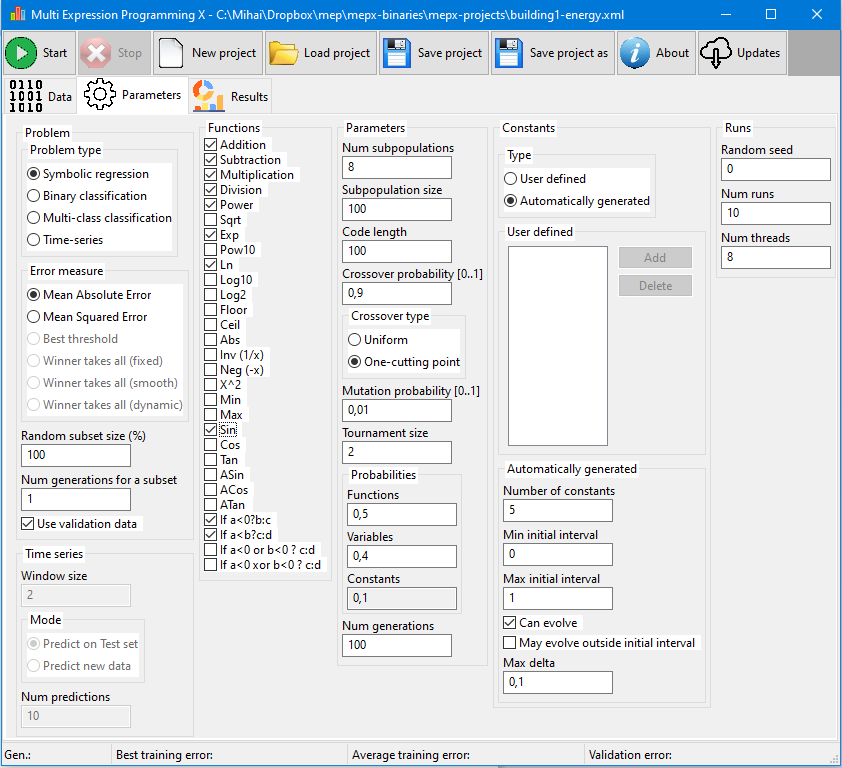 Multi Expression Programming X - C:\Mihai\Dropbox\mep\mepx-binaries\mepx-projects\building1-energy.xml
Start
Stop
New project
Load project
Save project
Save project as
About
Updates
0110
1001
1010
Data
Parameters
Results
Problem
Problem type
Symbolic regression
Binary classification
Multi-class classification
Time-series
Error measure
Mean Absolute Error
Mean Squared Error
Best threshold
Winner takes all (fixed)
Winner takes all (smooth)
Winner takes all (dynamic)
Random subset size (%)
100
Num generations for a subset
1
Use validation data
Time series
Window size
2
Mode
Predict on Test set
Predict new data
Num predictions
10
Functions
Addition
Subtraction
Multiplication
Division
Power
Sqrt
Exp
Pow10
Ln
Log10
Log2
Floor
Ceil
Abs
Inv (1/x)
Neg (-x)
X^2
Min
Max
Sin
Cos
Tan
ASin
ACos
ATan
If a<0?b:c
If a<b?c:d
If a<0 or b<0 ? c:d
If a<0 xor b<0 ? c:d
Parameters
Num subpopulations
8
Subpopulation size
100
Code length
100
Crossover probability [0..1]
0,9
Crossover type
Uniform
One-cutting point
Mutation probability [0..1]
0,01
Tournament size
2
Probabilities
Functions
0,5
Variables
0,4
Constants
0,1
Num generations
100
Constants
Type
User defined
Automatically generated
User defined
Add
Delete
Automatically generated
Number of constants
5
Min initial interval
0
Max initial interval
1
Can evolve
May evolve outside initial interval
Max delta
0,1
Runs
Random seed
0
Num runs
10
Num threads
8
Gen.:
Best training error:
Average training error:
Validation error: